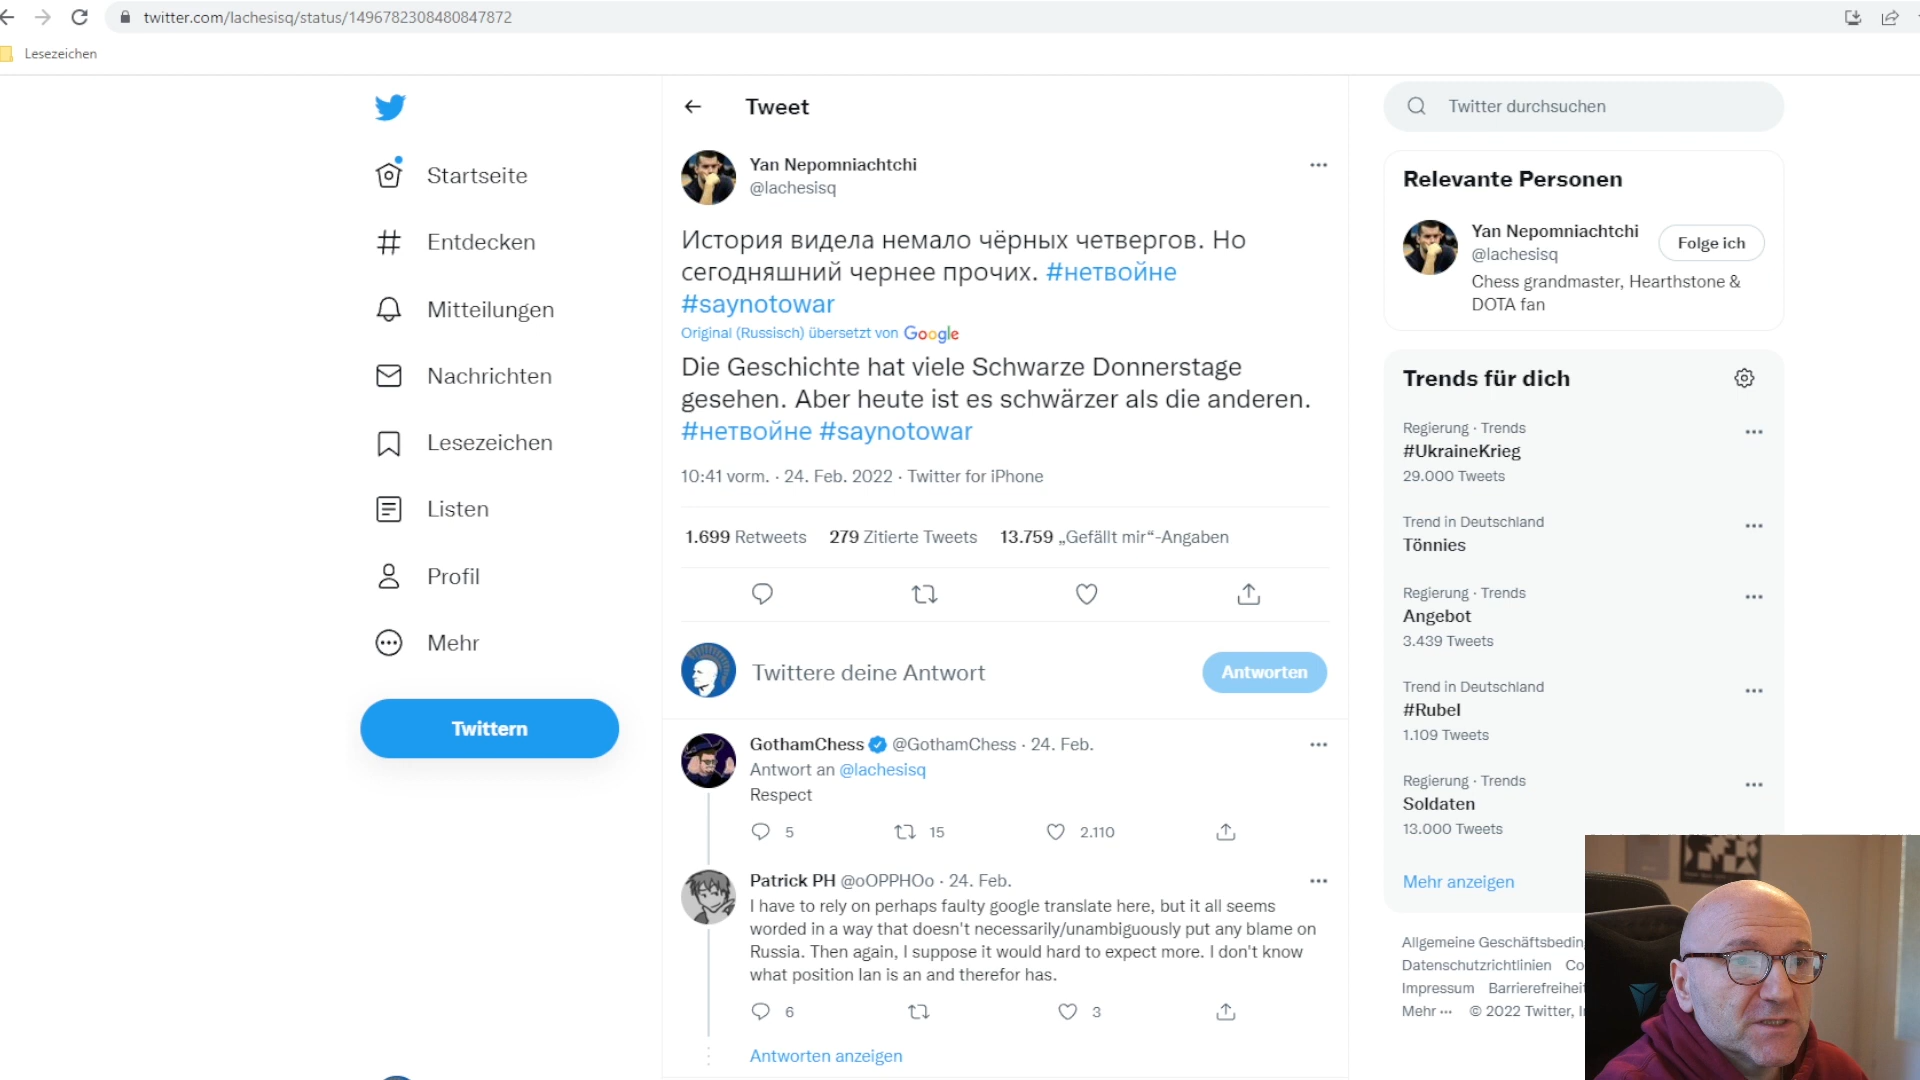 twitter.com/lachesisq/status/1496782308480847872
Lesezeichen
Startseite
Entdecken
Mitteilungen
Nachrichten
Lesezeichen
Listen
Profil
Mehr
Twittern
Tweet
Yan Nepomniachtchi
@lachesisq
История видела немало чёрных четвергов. Но
сегодняшний чернее прочих. #нетвойне
#saynotowar
Original (Russisch) übersetzt von Google
Die Geschichte hat viele Schwarze Donnerstage
gesehen. Aber heute ist es schwärzer als die anderen.
#нетвойне #saynotowar
10:41 vorm. · 24. Feb. 2022 · Twitter for iPhone
1.699 Retweets 279 Zitierte Tweets 13.759 „Gefällt mir“-Angaben
Twittere deine Antwort
Antworten
GothamChess @GothamChess · 24. Feb.
Antwort an @lachesisq
Respect
5 15 2.110
Patrick PH @oOPPHOo · 24. Feb.
I have to rely on perhaps faulty google translate here, but it all seems
worded in a way that doesn't necessarily/unambiguously put any blame on
Russia. Then again, I suppose it would hard to expect more. I don't know
what position Ian is an and therefor has.
6 3
Antworten anzeigen
Twitter durchsuchen
Relevante Personen
Yan Nepomniachtchi
@lachesisq
Folge ich
Chess grandmaster, Hearthstone &
DOTA fan
Trends für dich
Regierung · Trends
#UkraineKrieg
29.000 Tweets
Trend in Deutschland
Tönnies
Regierung · Trends
Angebot
3.439 Tweets
Trend in Deutschland
#Rubel
1.109 Tweets
Regierung · Trends
Soldaten
13.000 Tweets
Mehr anzeigen
Allgemeine Geschäftsbedin
Datenschutzrichtlinien Co
Impressum Barrierefreiheit
Mehr ··· © 2022 Twitter, I